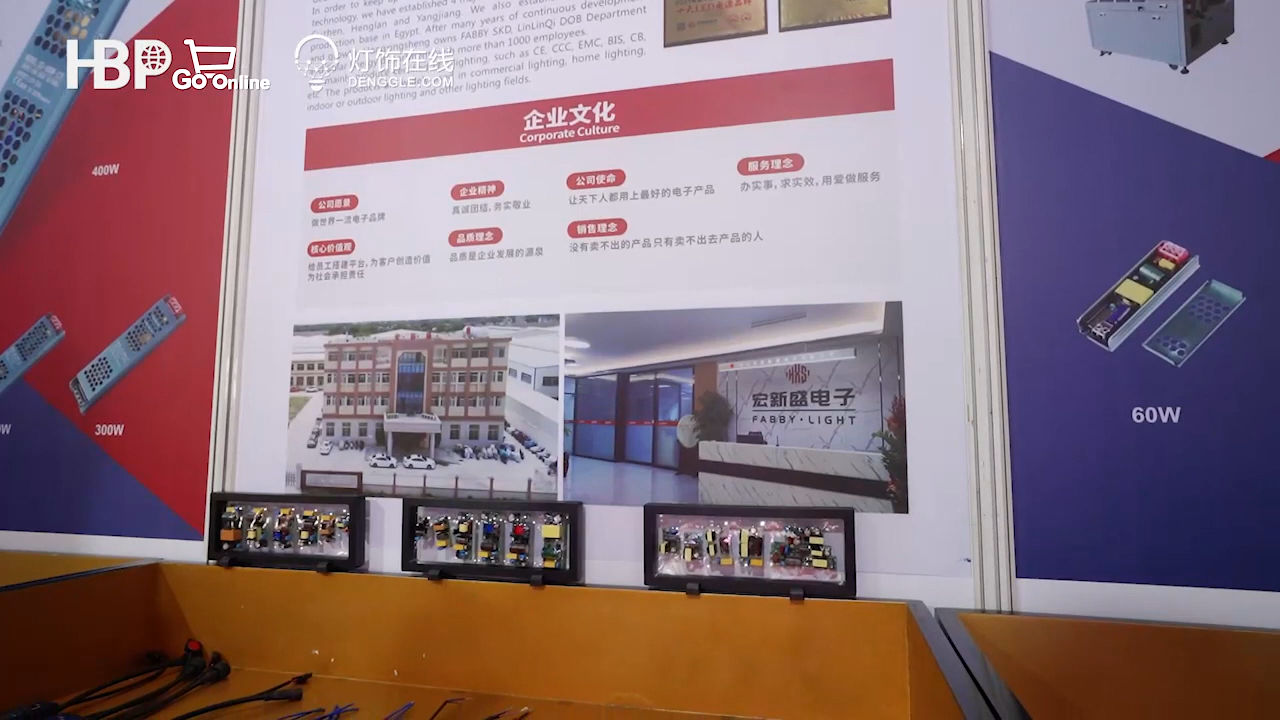 HBP Go Online
灯饰在线
DENGGLE.COM
In order to keep up
technology, we have established 4
Henglan and Yangjiang. We also
production base in Egypt. After many years of continuous development
owns FABBY SKD, LinLinQi DOB Department
more than 1000 employees.
lighting, such as CE, CCC, EMC, BIS, CB,
etc. The in commercial lighting, home lighting,
indoor or outdoor lighting and other lighting fields.
企业文化
Corporate Culture
公司愿景
做世界一流电子品牌
企业精神
真诚团结，务实敬业
公司使命
让天下人都用上最好的电子产品
服务理念
办实事，求实效，用爱做服务
核心价值观
给员工搭建平台，为客户创造价值
为社会承担责任
品质理念
品质是企业发展的源泉
销售理念
没有卖不出的产品只有卖不出去产品的人
HXS
宏新盛电子
FABBY·LIGHT
400W
300W
W
60W